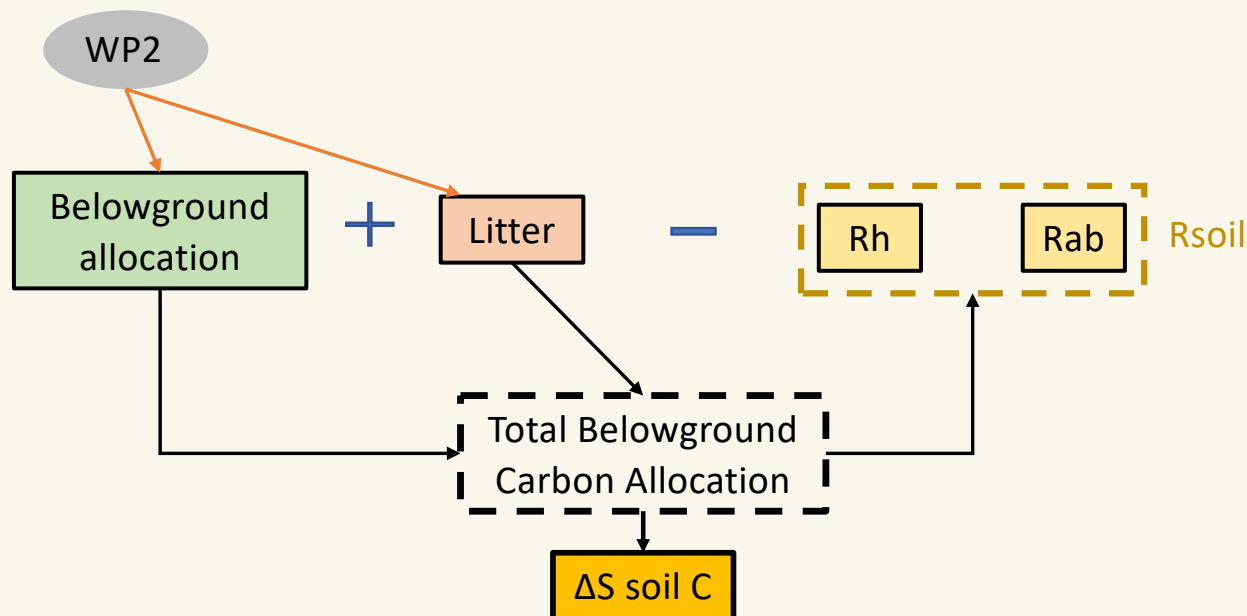 WP2
Belowground
allocation
+
Litter
−
Rh
Rab
Rsoil
Total Belowground
Carbon Allocation
ΔS soil C